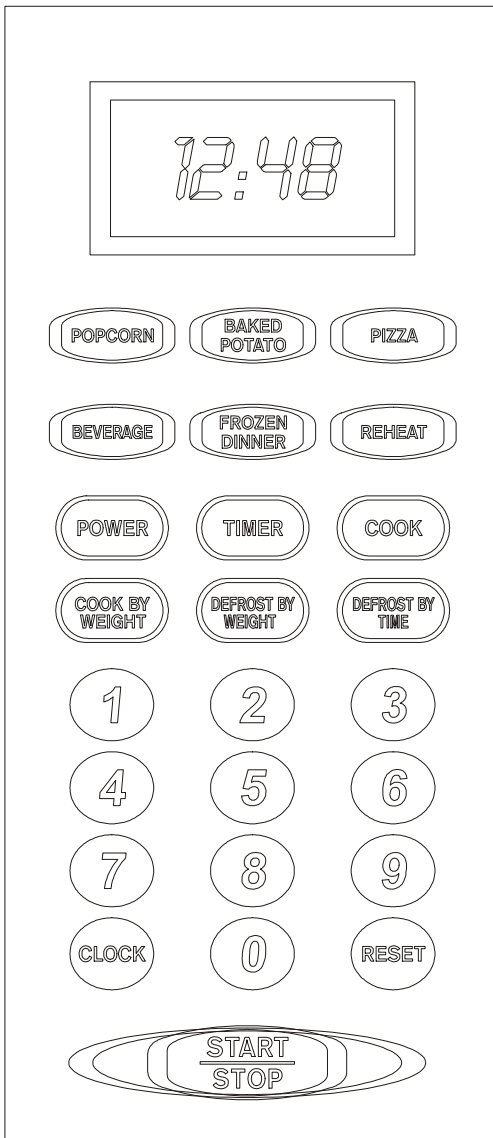 12:48
POPCORN
BAKED
POTATO
PIZZA
BEVERAGE
FROZEN
DINNER
REHEAT
POWER
TIMER
COOK
COOK BY
WEIGHT
DEFROST BY
WEIGHT
DEFROST BY
TIME
1
2
3
4
5
6
7
8
9
CLOCK
0
RESET
START
STOP